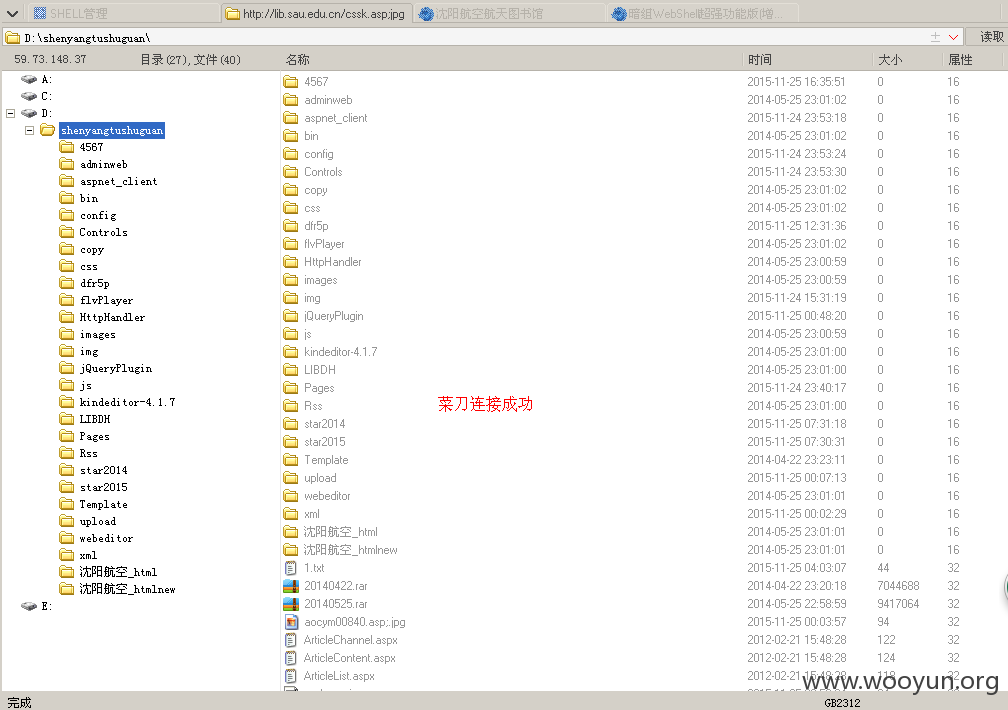 SHELL管理 http://lib.sau.edu.cn/cssk.asp;jpg 沈阳航空航天图书馆
D:\shenyangtushuguan\ 读取
59.73.148.37 目录(27),文件(40) 名称 时间 大小 属性
A:
C:
D:
shenyangtushuguan
4567
adminweb
aspnet_client
bin
config
Controls
copy
css
dfr5p
flvPlayer
HttpHandler
images
img
jQueryPlugin
js
kindeditor-4.1.7
LIBDH
Pages
Rss
star2014
star2015
Template
upload
webeditor
xml
沈阳航空_html
沈阳航空_htmlnew
E:
4567 2015-11-25 16:35:51 0 16
adminweb 2014-05-25 23:01:02 0 16
aspnet_client 2015-11-24 23:53:18 0 16
bin 2014-05-25 23:01:02 0 16
config 2015-11-24 23:53:24 0 16
Controls 2015-11-24 23:53:30 0 16
copy 2014-05-25 23:01:02 0 16
css 2014-05-25 23:01:02 0 16
dfr5p 2015-11-25 12:31:36 0 16
flvPlayer 2014-05-25 23:01:02 0 16
HttpHandler 2014-05-25 23:00:59 0 16
images 2014-05-25 23:00:59 0 16
img 2015-11-24 15:31:19 0 16
jQueryPlugin 2015-11-25 00:48:20 0 16
js 2014-05-25 23:00:59 0 16
kindeditor-4.1.7 2014-05-25 23:01:00 0 16
LIBDH 2014-05-25 23:01:00 0 16
Pages 2015-11-24 23:40:17 0 16
Rss 2014-05-25 23:01:00 0 16
菜刀连接成功
star2014 2015-11-25 07:31:18 0 16
star2015 2015-11-25 07:30:31 0 16
Template 2014-04-22 23:23:11 0 16
upload 2015-11-25 00:07:13 0 16
webeditor 2014-05-25 23:01:01 0 16
xml 2015-11-25 00:02:29 0 16
沈阳航空_html 2014-05-25 23:01:01 0 16
沈阳航空_htmlnew 2014-05-25 23:01:01 0 16
1.txt 2015-11-25 04:03:07 44 32
20140422.rar 2014-04-22 23:20:18 7044688 32
20140525.rar 2014-05-25 22:58:59 9417064 32
aocym00840.asp;.jpg 2015-11-25 00:03:57 94 32
ArticleChannel.aspx 2012-02-21 15:48:28 122 32
ArticleContent.aspx 2012-02-21 15:48:28 124 32
ArticleList.aspx 2012-02-21 15:48:28
www.wooyun.org
完成 GB2312